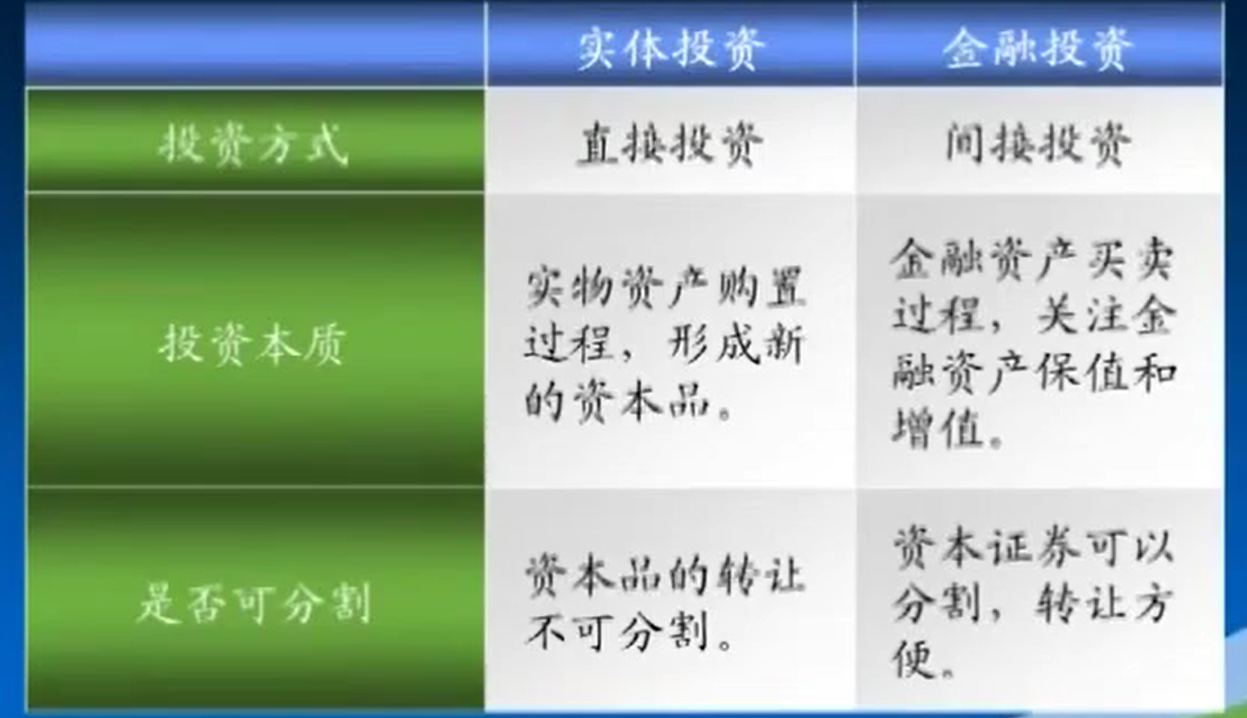 实体投资
金融投资
投资方式
直接投资
间接投资
投资本质
实物资产购置
过程，形成新
的资本品。
金融资产买卖
过程，关注金
融资产保值和
增值。
是否可分割
资本品的转让
不可分割。
资本证券可以
分割，转让方
便。